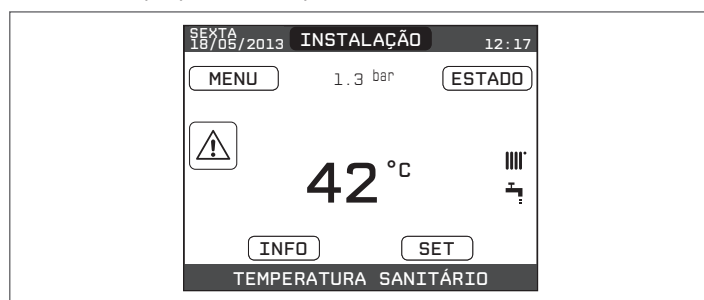 SEXTA
18/05/2013 INSTALAÇÃO 12:17
MENU 1.3 bar ESTADO
42 °C
INFO SET
TEMPERATURA SANITÁRIO